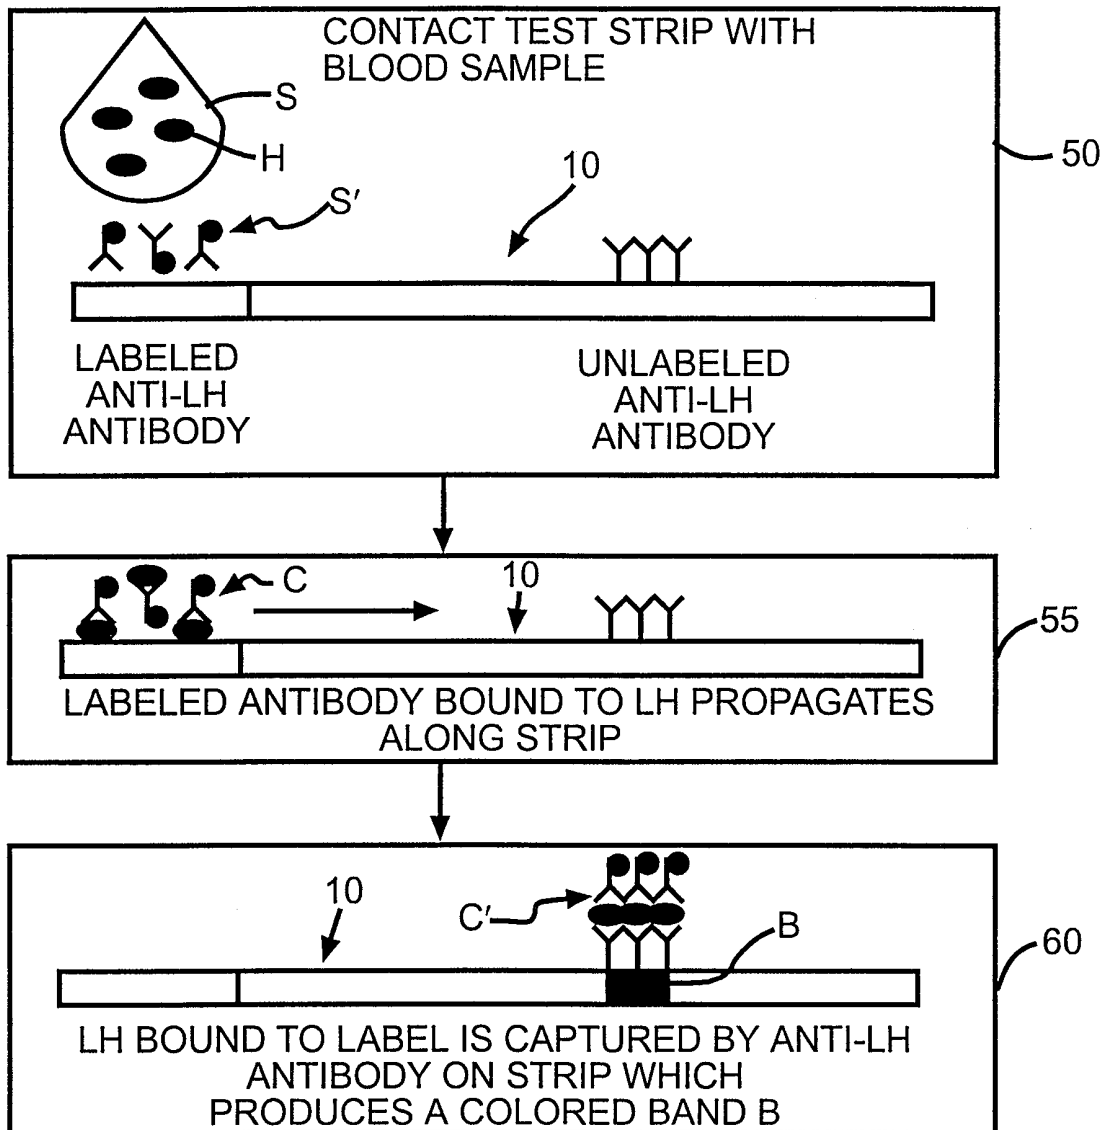 CONTACT TEST STRIP WITH
BLOOD SAMPLE
S
H
50
S'
10
LABELED
ANTI-LH
ANTIBODY
UNLABELED
ANTI-LH
ANTIBODY
C
10
55
LABELED ANTIBODY BOUND TO LH PROPAGATES
ALONG STRIP
10
C'
B
60
LH BOUND TO LABEL IS CAPTURED BY ANTI-LH
ANTIBODY ON STRIP WHICH
PRODUCES A COLORED BAND B